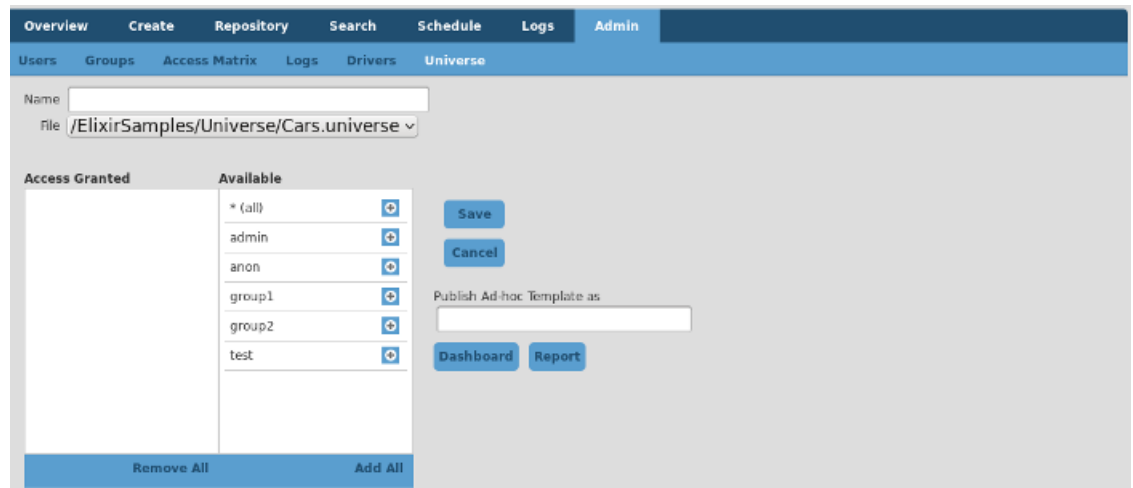 Overview Create Repository Search Schedule Logs Admin
Users Groups Access Matrix Logs Drivers Universe
Name
File /ElixirSamples/Universe/Cars.universe
Access Granted Available
* (all)
admin
anon
group1
group2
test
Remove All Add All
Save
Cancel
Publish Ad-hoc Template as
Dashboard Report